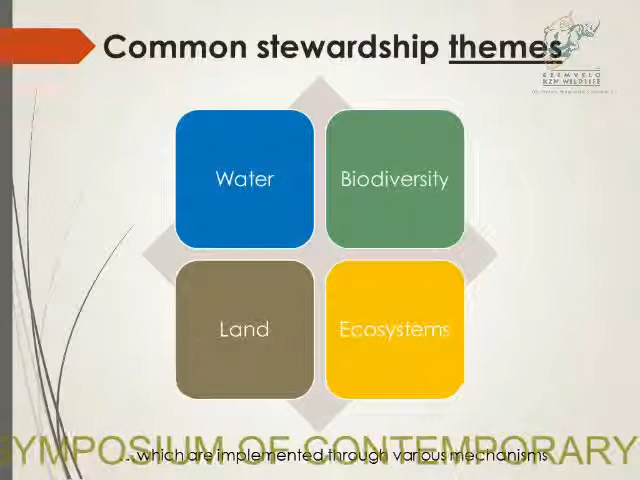 Common stewardship themes
EZEMVELO
KZN WILDLIFE
Water
Biodiversity
Land
Ecosystems
SYMPOSIUM OF CONTEMPORARY
...which are implemented through various mechanisms